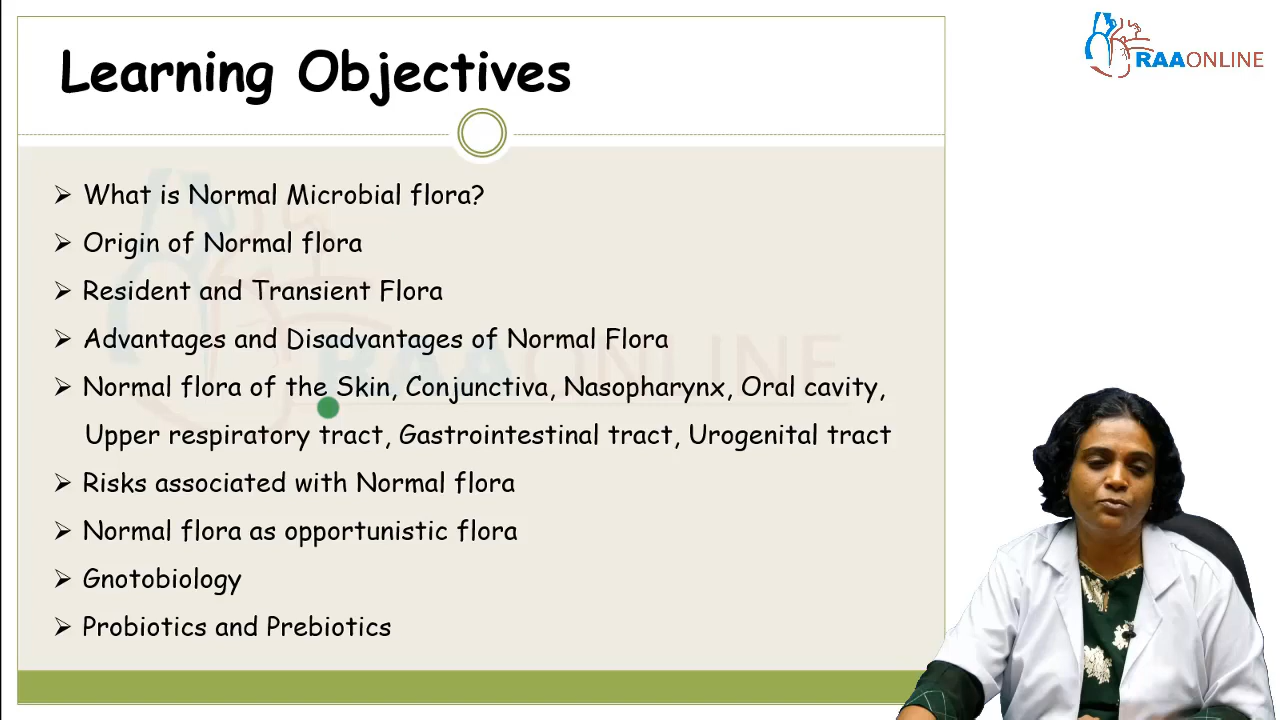 Learning Objectives
RAAONLINE
➢ What is Normal Microbial flora?
➢ Origin of Normal flora
➢ Resident and Transient Flora
➢ Advantages and Disadvantages of Normal Flora
➢ Normal flora of the Skin, Conjunctiva, Nasopharynx, Oral cavity,
Upper respiratory tract, Gastrointestinal tract, Urogenital tract
➢ Risks associated with Normal flora
➢ Normal flora as opportunistic flora
➢ Gnotobiology
➢ Probiotics and Prebiotics
RAAONLINE